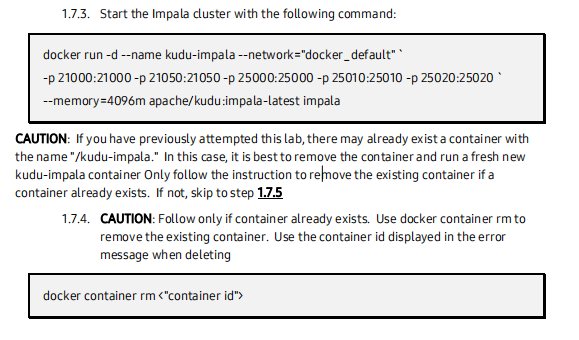 1.7.3. Start the Impala cluster with the following command:
docker run -d --name kudu-impala --network="docker_default" `
-p 21000:21000 -p 21050:21050 -p 25000:25000 -p 25010:25010 -p 25020:25020 `
--memory=4096m apache/kudu:impala-latest impala
CAUTION: If you have previously attempted this lab, there may already exist a container with
the name "/kudu-impala." In this case, it is best to remove the container and run a fresh new
kudu-impala container Only follow the instruction to remove the existing container if a
container already exists. If not, skip to step 1.7.5
1.7.4. CAUTION: Follow only if container already exists. Use docker container rm to
remove the existing container. Use the container id displayed in the error
message when deleting
docker container rm <"container id">